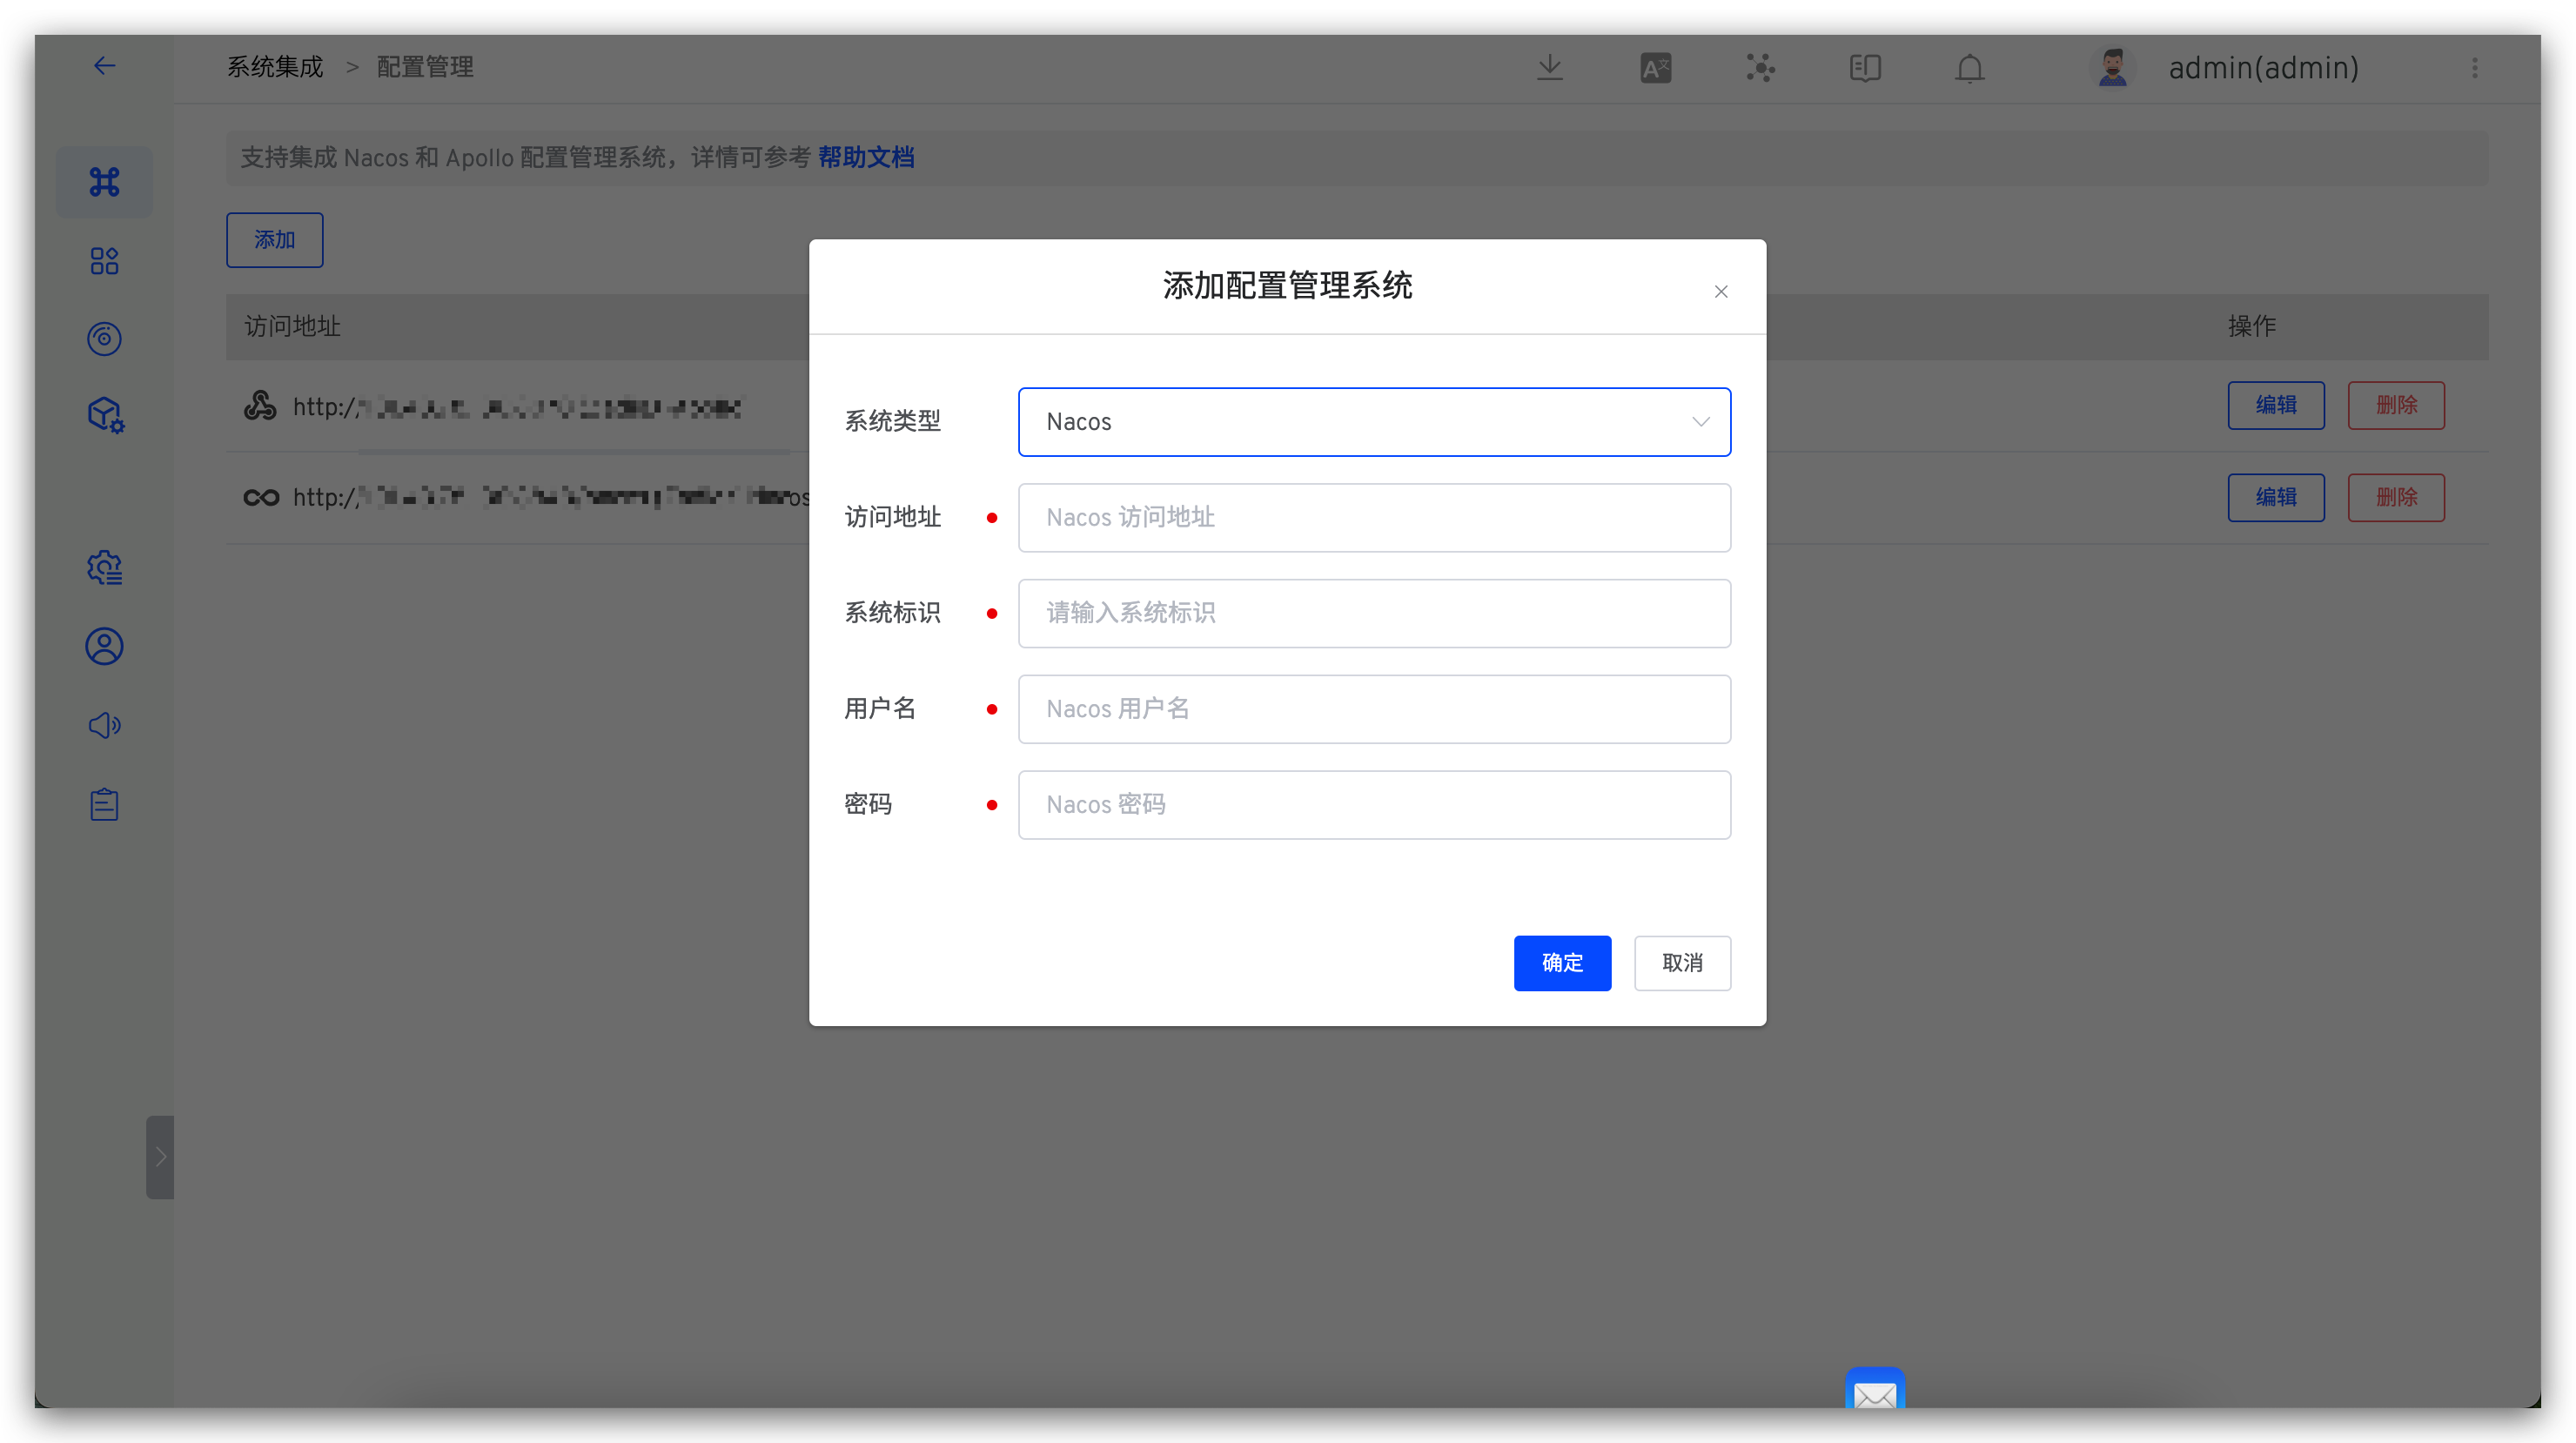 系统集成 > 配置管理
admin(admin)
支持集成 Nacos 和 Apollo 配置管理系统，详情可参考 帮助文档
添加
访问地址
操作
http:/
编辑
删除
http:/
os
编辑
删除
添加配置管理系统
系统类型
Nacos
访问地址
Nacos 访问地址
系统标识
请输入系统标识
用户名
Nacos 用户名
密码
Nacos 密码
确定
取消